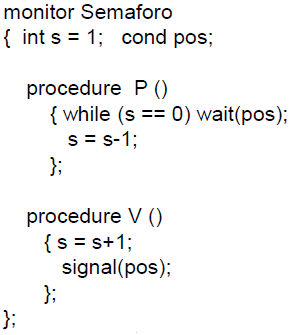 monitor Semaforo
{ int s = 1; cond pos;
procedure P ()
{ while (s == 0) wait(pos);
s = s-1;
};
procedure V ()
{ s = s+1;
signal(pos);
};
};